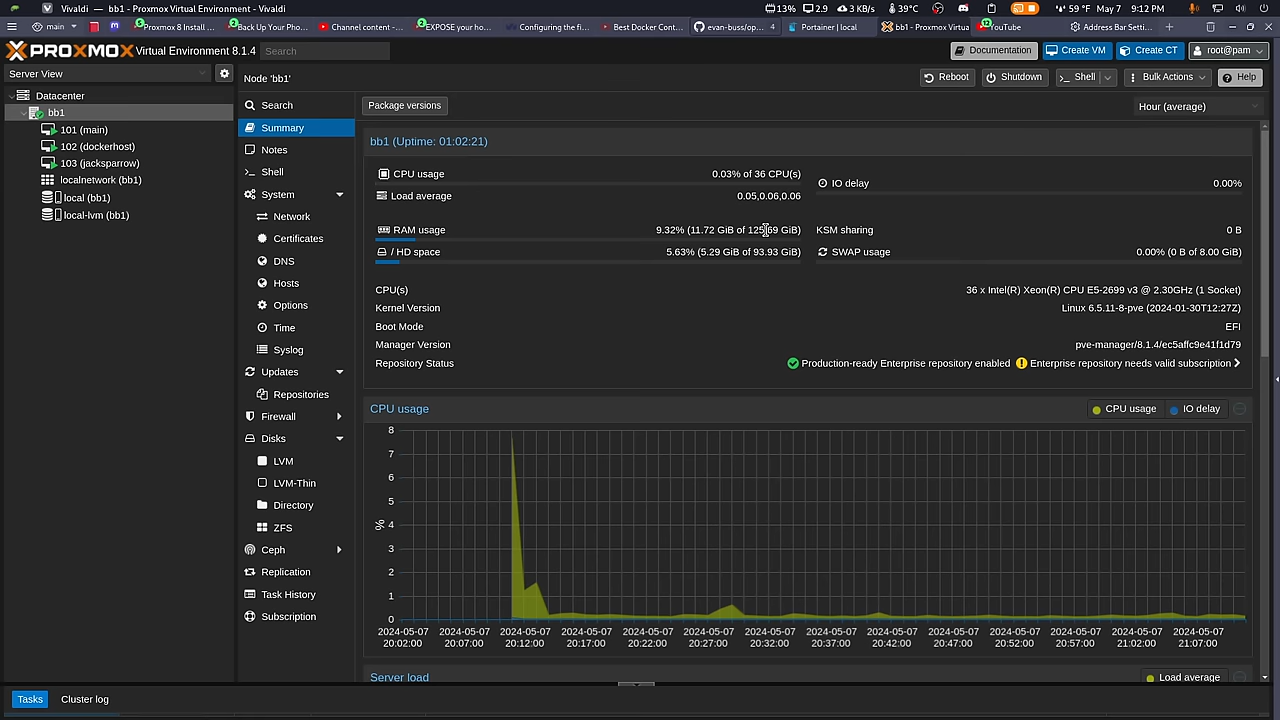 Vivaldi bb1 - Proxmox Virtual Environment - Vivaldi
13% 2.9 3 KB/s 39°C 59 °F May 7 9:12 PM
main Proxmox 8 Install ... Back Up Your Pho... Channel content -... EXPOSE your ho... Configuring the fi... Best Docker Cont... evan-buss/op... 4 Portainer | local bb1 - Proxmox Virtua YouTube Address Bar Setti...
PROXMOX Virtual Environment 8.1.4 Search Documentation Create VM Create CT root@pam
Server View
Node 'bb1' Reboot Shutdown Shell Bulk Actions Help
Datacenter
bb1
101 (main)
102 (dockerhost)
103 (jacksparrow)
localnetwork (bb1)
local (bb1)
local-lvm (bb1)
Search
Summary
Notes
Shell
System
Network
Certificates
DNS
Hosts
Options
Time
Syslog
Updates
Repositories
Firewall
Disks
LVM
LVM-Thin
Directory
ZFS
Ceph
Replication
Task History
Subscription
Package versions Hour (average)
bb1 (Uptime: 01:02:21)
CPU usage 0.03% of 36 CPU(s)
IO delay 0.00%
Load average 0.05,0.06,0.06
RAM usage 9.32% (11.72 GiB of 125.69 GiB)
KSM sharing 0 B
/ HD space 5.63% (5.29 GiB of 93.93 GiB)
SWAP usage 0.00% (0 B of 8.00 GiB)
CPU(s) 36 x Intel(R) Xeon(R) CPU E5-2699 v3 @ 2.30GHz (1 Socket)
Kernel Version Linux 6.5.11-8-pve (2024-01-30T12:27Z)
Boot Mode EFI
Manager Version pve-manager/8.1.4/ec5affc9e41f1d79
Repository Status Production-ready Enterprise repository enabled Enterprise repository needs valid subscription
CPU usage CPU usage IO delay
8
7
6
5
4
3
2
1
0
%
2024-05-07 2024-05-07 2024-05-07 2024-05-07 2024-05-07 2024-05-07 2024-05-07 2024-05-07 2024-05-07 2024-05-07 2024-05-07 2024-05-07 2024-05-07 2024-05-07
20:02:00 20:07:00 20:12:00 20:17:00 20:22:00 20:27:00 20:32:00 20:37:00 20:42:00 20:47:00 20:52:00 20:57:00 21:02:00 21:07:00
Server load Load average
Tasks Cluster log